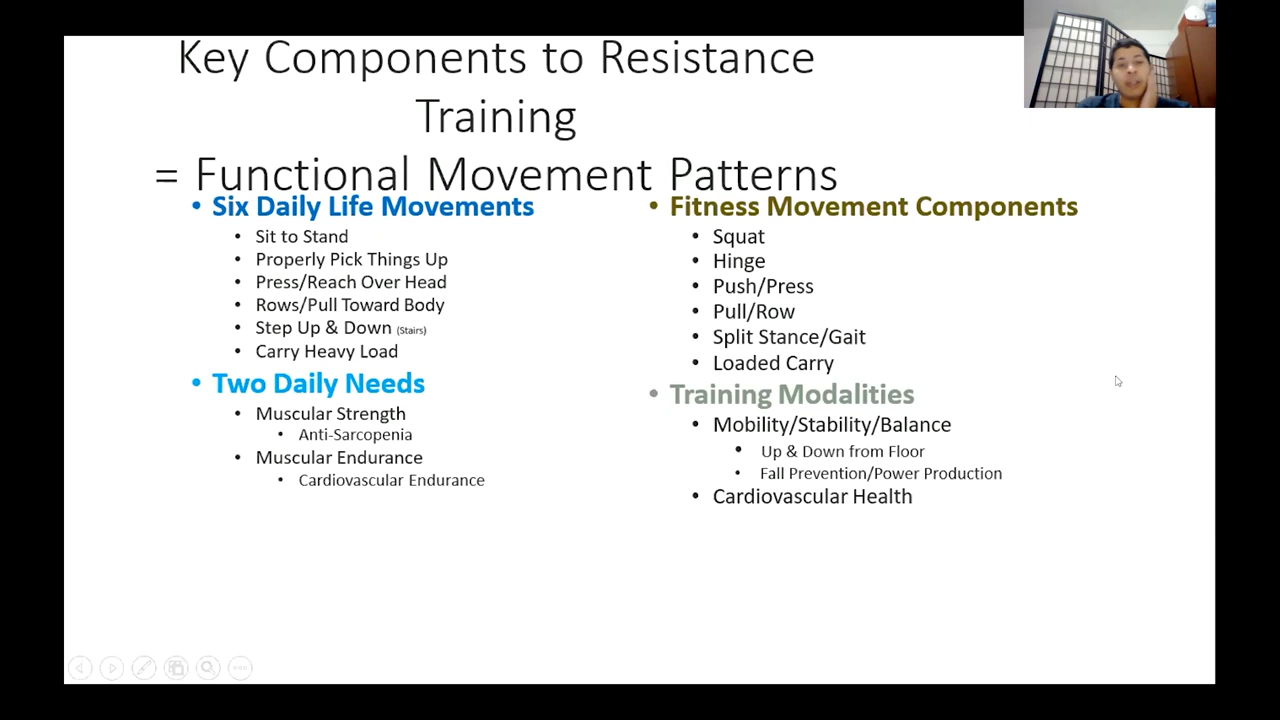 Key Components to Resistance
Training
= Functional Movement Patterns
• Six Daily Life Movements
• Sit to Stand
• Properly Pick Things Up
• Press/Reach Over Head
• Rows/Pull Toward Body
• Step Up & Down (Stairs)
• Carry Heavy Load
• Two Daily Needs
• Muscular Strength
• Anti-Sarcopenia
• Muscular Endurance
• Cardiovascular Endurance
• Fitness Movement Components
• Squat
• Hinge
• Push/Press
• Pull/Row
• Split Stance/Gait
• Loaded Carry
• Training Modalities
• Mobility/Stability/Balance
• Up & Down from Floor
• Fall Prevention/Power Production
• Cardiovascular Health